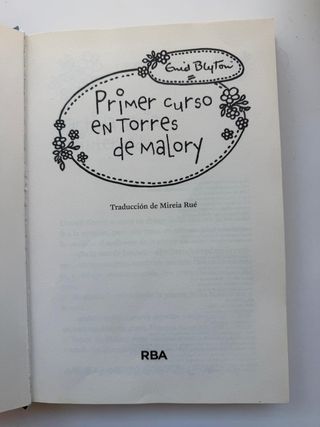 Enid Blyton
Primer curso
en Torres
de Malory
Traducción de Mireia Rué
RBA